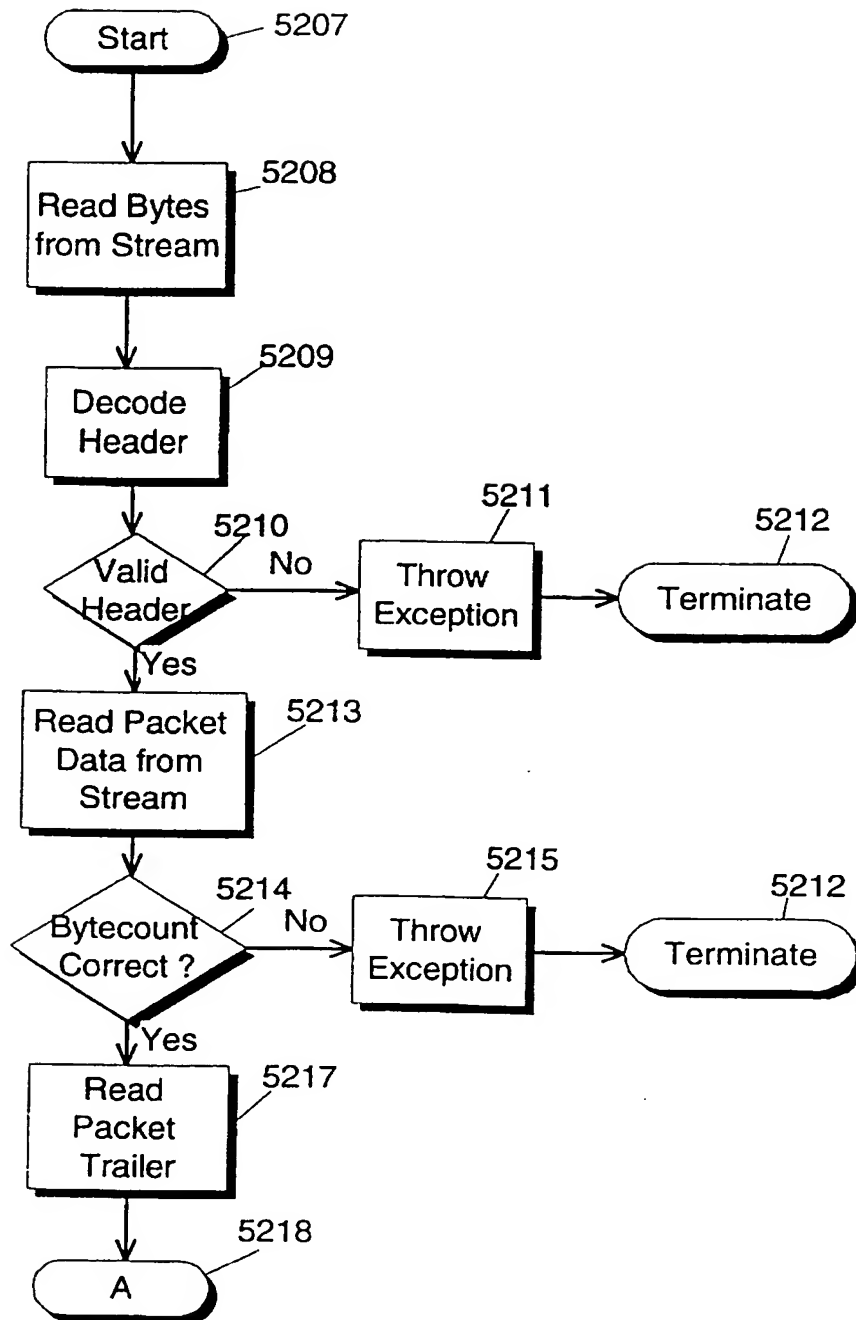 Start
5207
5208
Read Bytes
from Stream
5209
Decode
Header
5210
Valid
Header
No
5211
Throw
Exception
5212
Terminate
Yes
Read Packet
Data from
Stream
5213
5214
Bytecount
Correct ?
No
5215
Throw
Exception
5212
Terminate
Yes
Read
Packet
Trailer
5217
5218
A